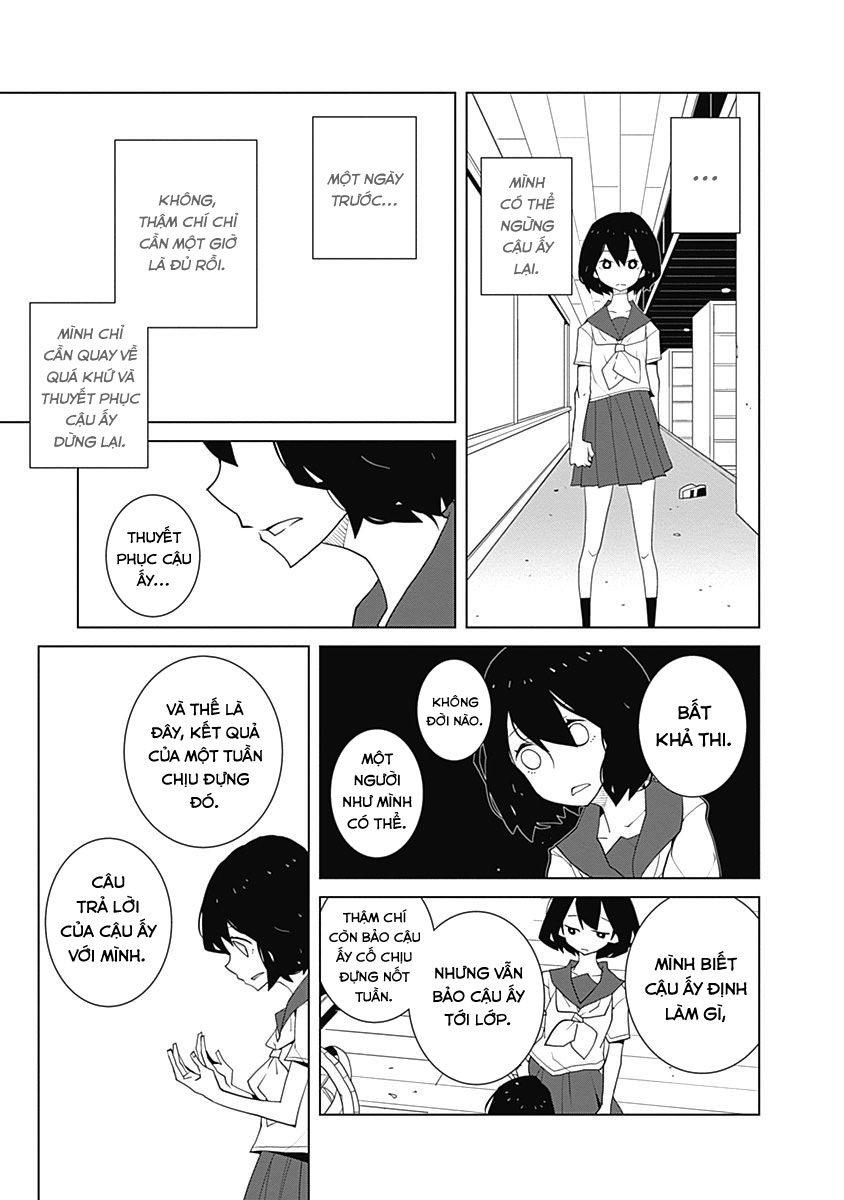 ...
MÌNH
CÓ THỂ
NGỪNG
CẬU ẤY
LẠI.
MỘT NGÀY
TRƯỚC...
KHÔNG,
THẬM CHÍ CHỈ
CẦN MỘT GIỜ
LÀ ĐỦ RỒI.
MÌNH CHỈ
CẦN QUAY VỀ
QUÁ KHỨ VÀ
THUYẾT PHỤC
CẬU ẤY
DỪNG LẠI.
THUYẾT
PHỤC CẬU
ẤY...
BẤT
KHẢ THI.
KHÔNG
ĐỜI NÀO.
MỘT
NGƯỜI
NHƯ MÌNH
CÓ THỂ.
MÌNH BIẾT
CẬU ẤY ĐỊNH
LÀM GÌ,
NHƯNG VẪN
BẢO CẬU ẤY
TỚI LỚP.
THẬM CHÍ
CÒN BẢO CẬU
ẤY CỐ CHỊU
ĐỰNG NỐT
TUẦN.
VÀ THẾ LÀ
ĐÂY, KẾT QUẢ
CỦA MỘT TUẦN
CHỊU ĐỰNG
ĐÓ.
CÂU
TRẢ LỜI
CỦA CẬU ẤY
VỚI MÌNH.